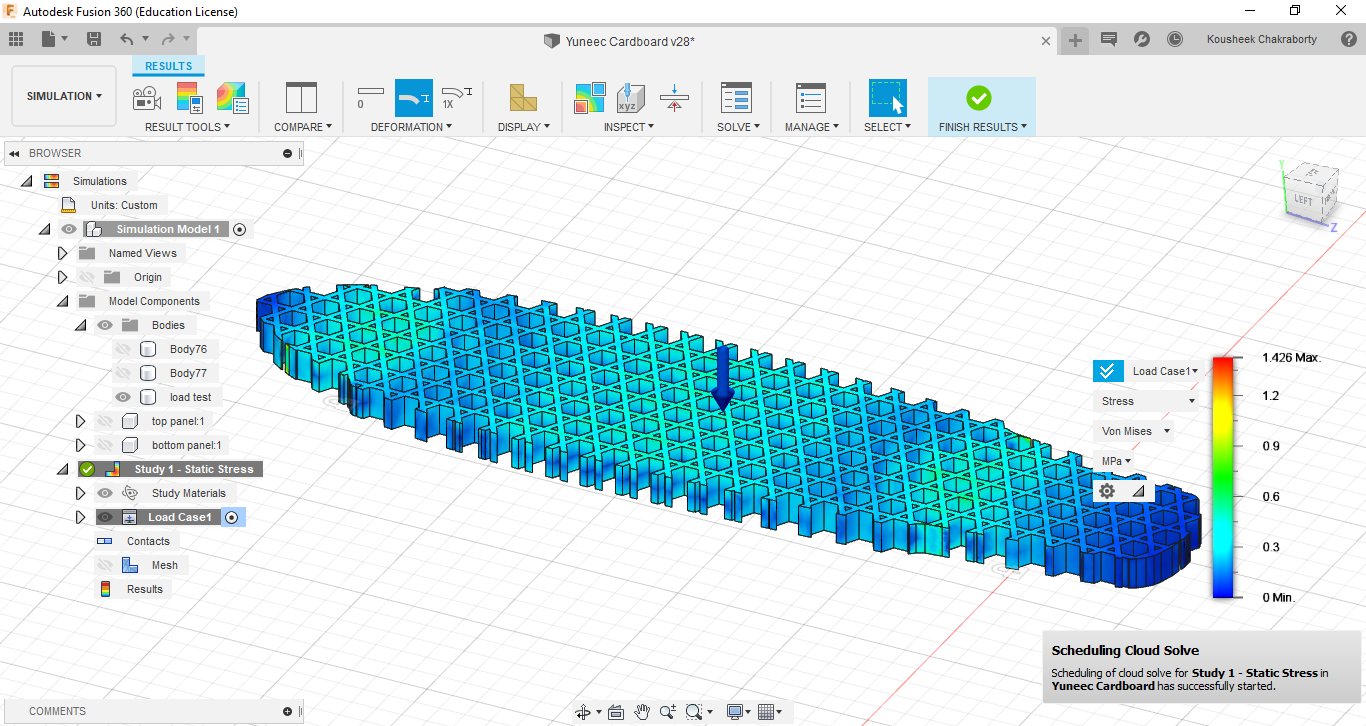 Autodesk Fusion 360 (Education License)
Yuneec Cardboard v28*
Kousheek Chakraborty
RESULTS
SIMULATION
0
1X
xyz
RESULT TOOLS
COMPARE
DEFORMATION
DISPLAY
INSPECT
SOLVE
MANAGE
SELECT
FINISH RESULTS
BROWSER
Simulations
Units: Custom
Simulation Model 1
Named Views
Origin
Model Components
Bodies
Body76
Body77
load test
top panel:1
bottom panel:1
Study 1 - Static Stress
Study Materials
Load Case1
Contacts
Mesh
Results
Y
LEFT
Z
Load Case1
Stress
Von Mises
MPa
1.426 Max.
1.2
0.9
0.6
0.3
0 Min.
Scheduling Cloud Solve
Scheduling of cloud solve for Study 1 - Static Stress in
Yuneec Cardboard has successfully started.
COMMENTS